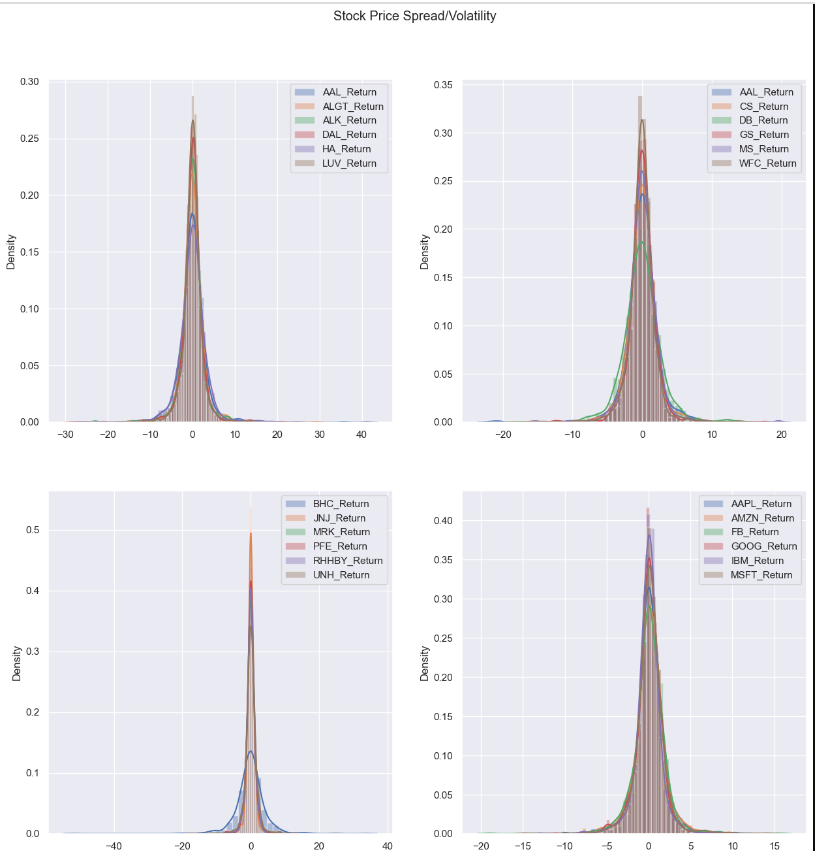 Stock Price Spread/Volatility
0.30
0.25
0.20
0.15
0.10
0.05
0.00
Density
−30 −20 −10 0 10 20 30 40
AAL_Return
ALGT_Return
ALK_Return
DAL_Return
HA_Return
LUV_Return
0.35
0.30
0.25
0.20
0.15
0.10
0.05
0.00
Density
−20 −10 0 10 20
AAL_Return
CS_Return
DB_Return
GS_Return
MS_Return
WFC_Return
0.5
0.4
0.3
0.2
0.1
0.0
Density
−40 −20 0 20 40
BHC_Return
JNJ_Return
MRK_Return
PFE_Return
RHHBY_Return
UNH_Return
0.40
0.35
0.30
0.25
0.20
0.15
0.10
0.05
0.00
Density
−20 −15 −10 −5 0 5 10 15
AAPL_Return
AMZN_Return
FB_Return
GOOG_Return
IBM_Return
MSFT_Return